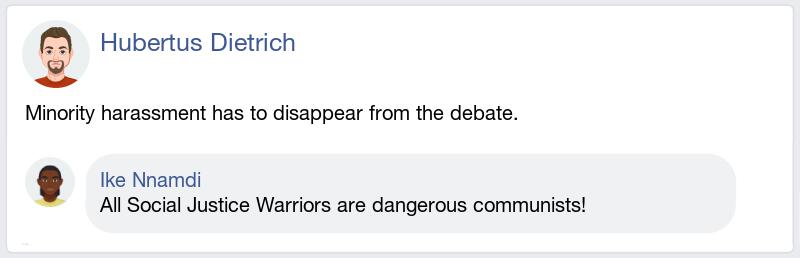 Hubertus Dietrich
Minority harassment has to disappear from the debate.
Ike Nnamdi
All Social Justice Warriors are dangerous communists!